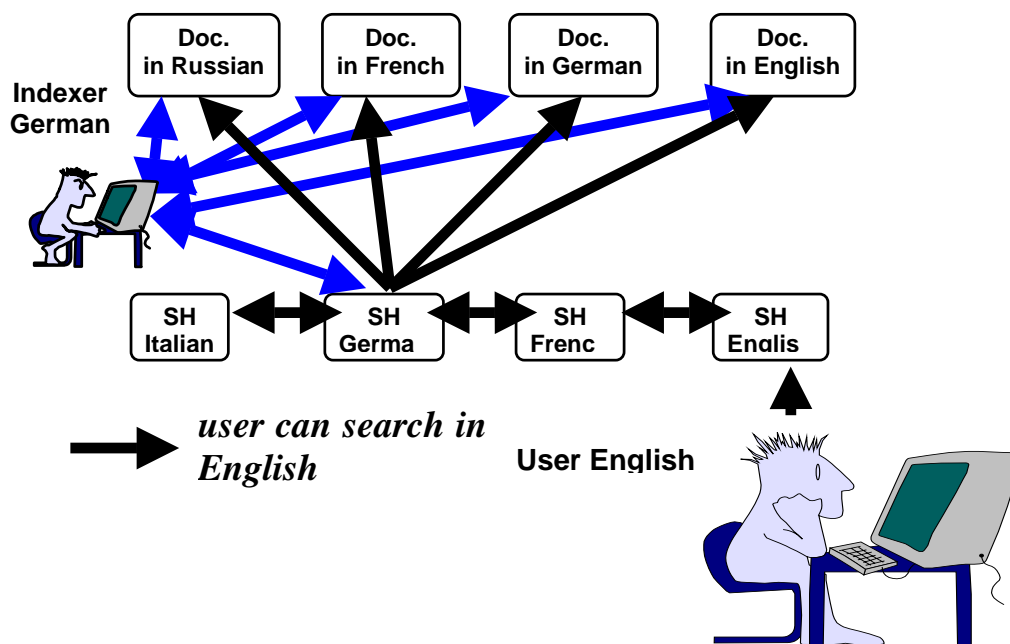 Doc.
in Russian
Doc.
in French
Doc.
in German
Doc.
in English
Indexer
German
SH
Italian
SH
Germa
SH
Frenc
SH
Englis
user can search in
English
User English